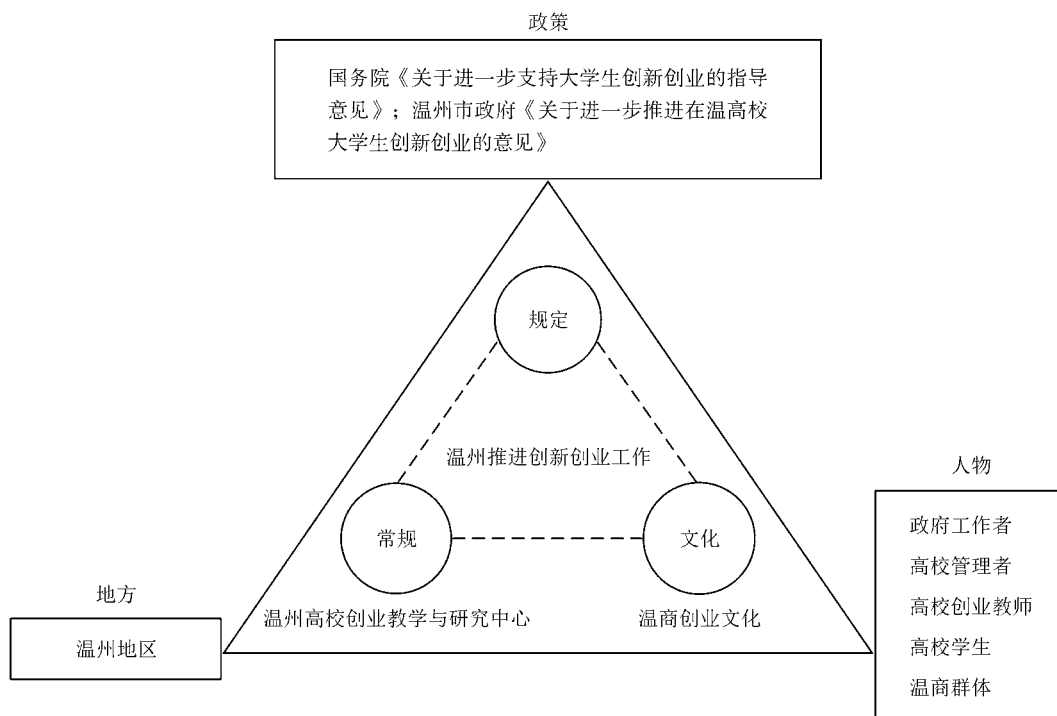 政策
国务院《关于进一步支持大学生创新创业的指导
意见》；温州市政府《关于进一步推进在温高校
大学生创新创业的意见》
规定
温州推进创新创业工作
常规
文化
温州高校创业教学与研究中心
温商创业文化
地方
温州地区
人物
政府工作者
高校管理者
高校创业教师
高校学生
温商群体